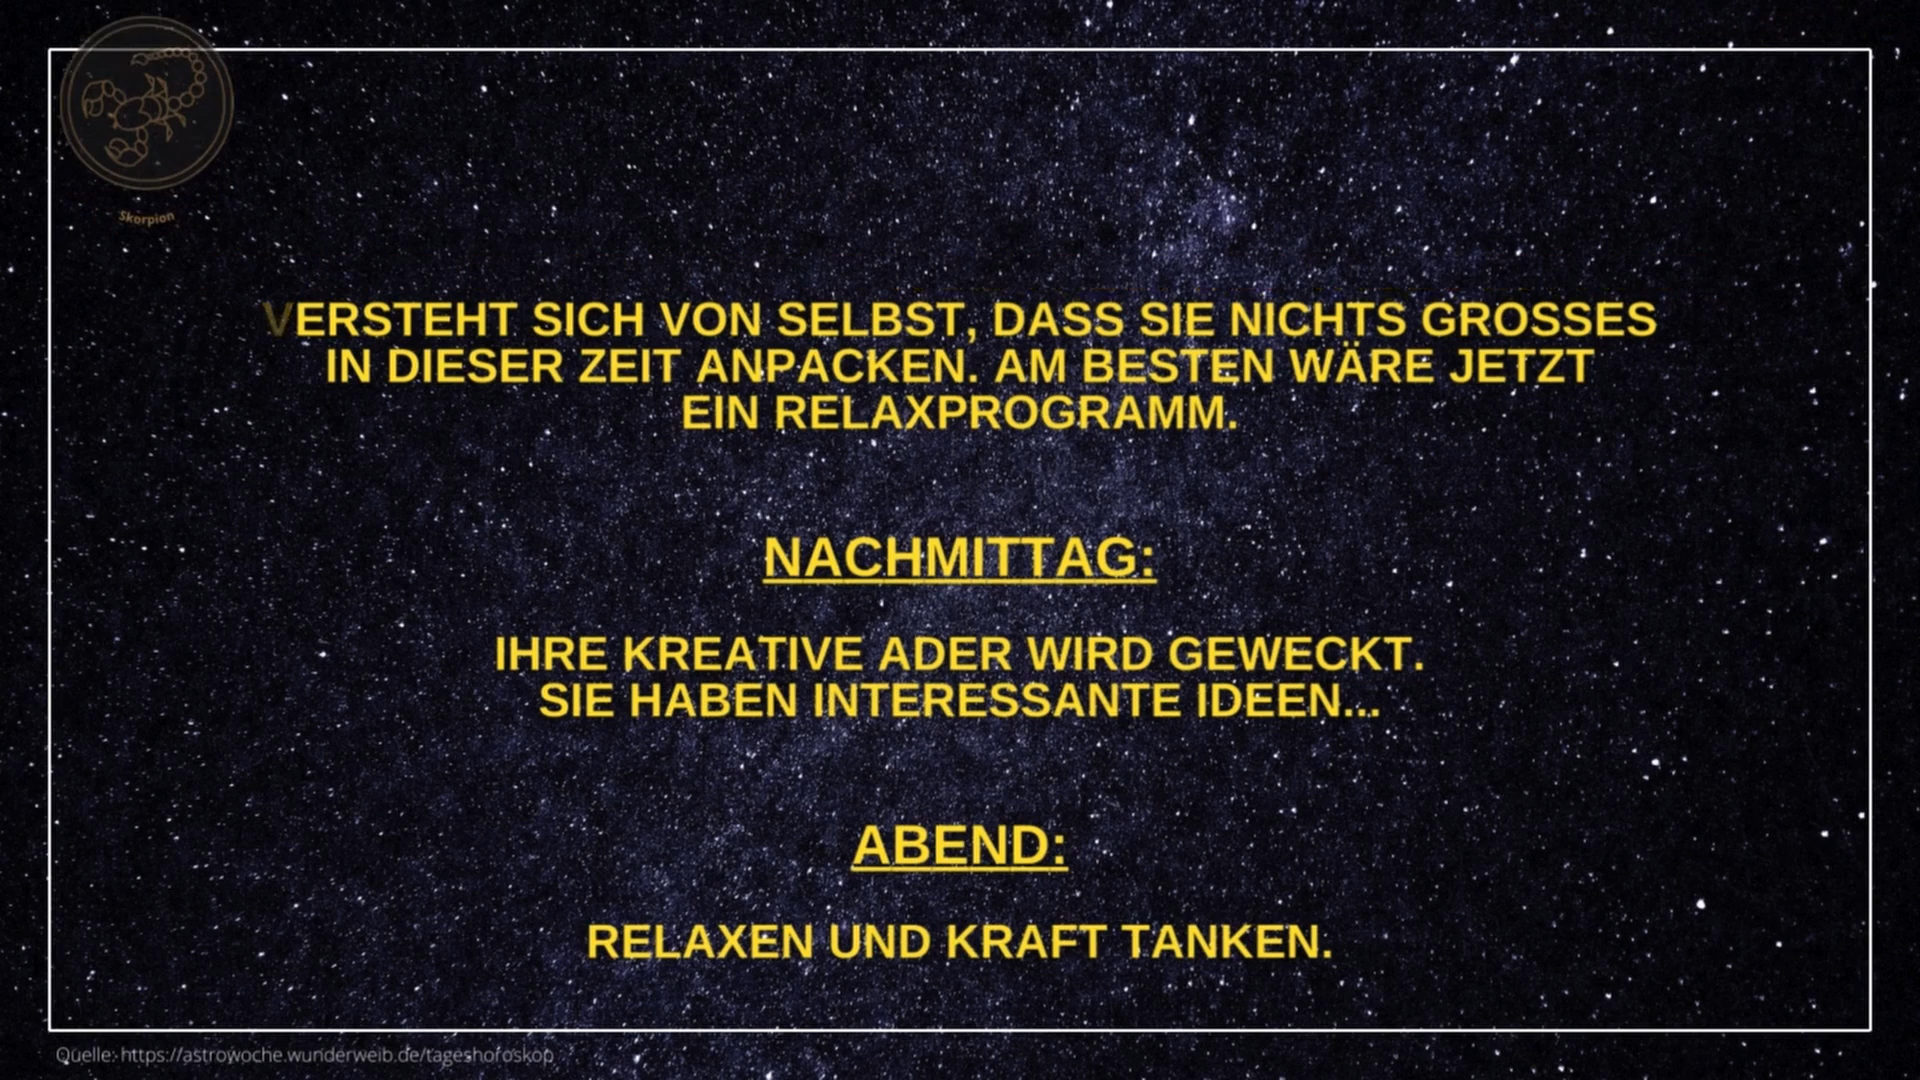 Skorpion
VERSTEHT SICH VON SELBST, DASS SIE NICHTS GROSSES
IN DIESER ZEIT ANPACKEN. AM BESTEN WÄRE JETZT
EIN RELAXPROGRAMM.
NACHMITTAG:
IHRE KREATIVE ADER WIRD GEWECKT.
SIE HABEN INTERESSANTE IDEEN...
ABEND:
RELAXEN UND KRAFT TANKEN.
Quelle: https://astrowoche.wunderweib.de/tageshoroskop